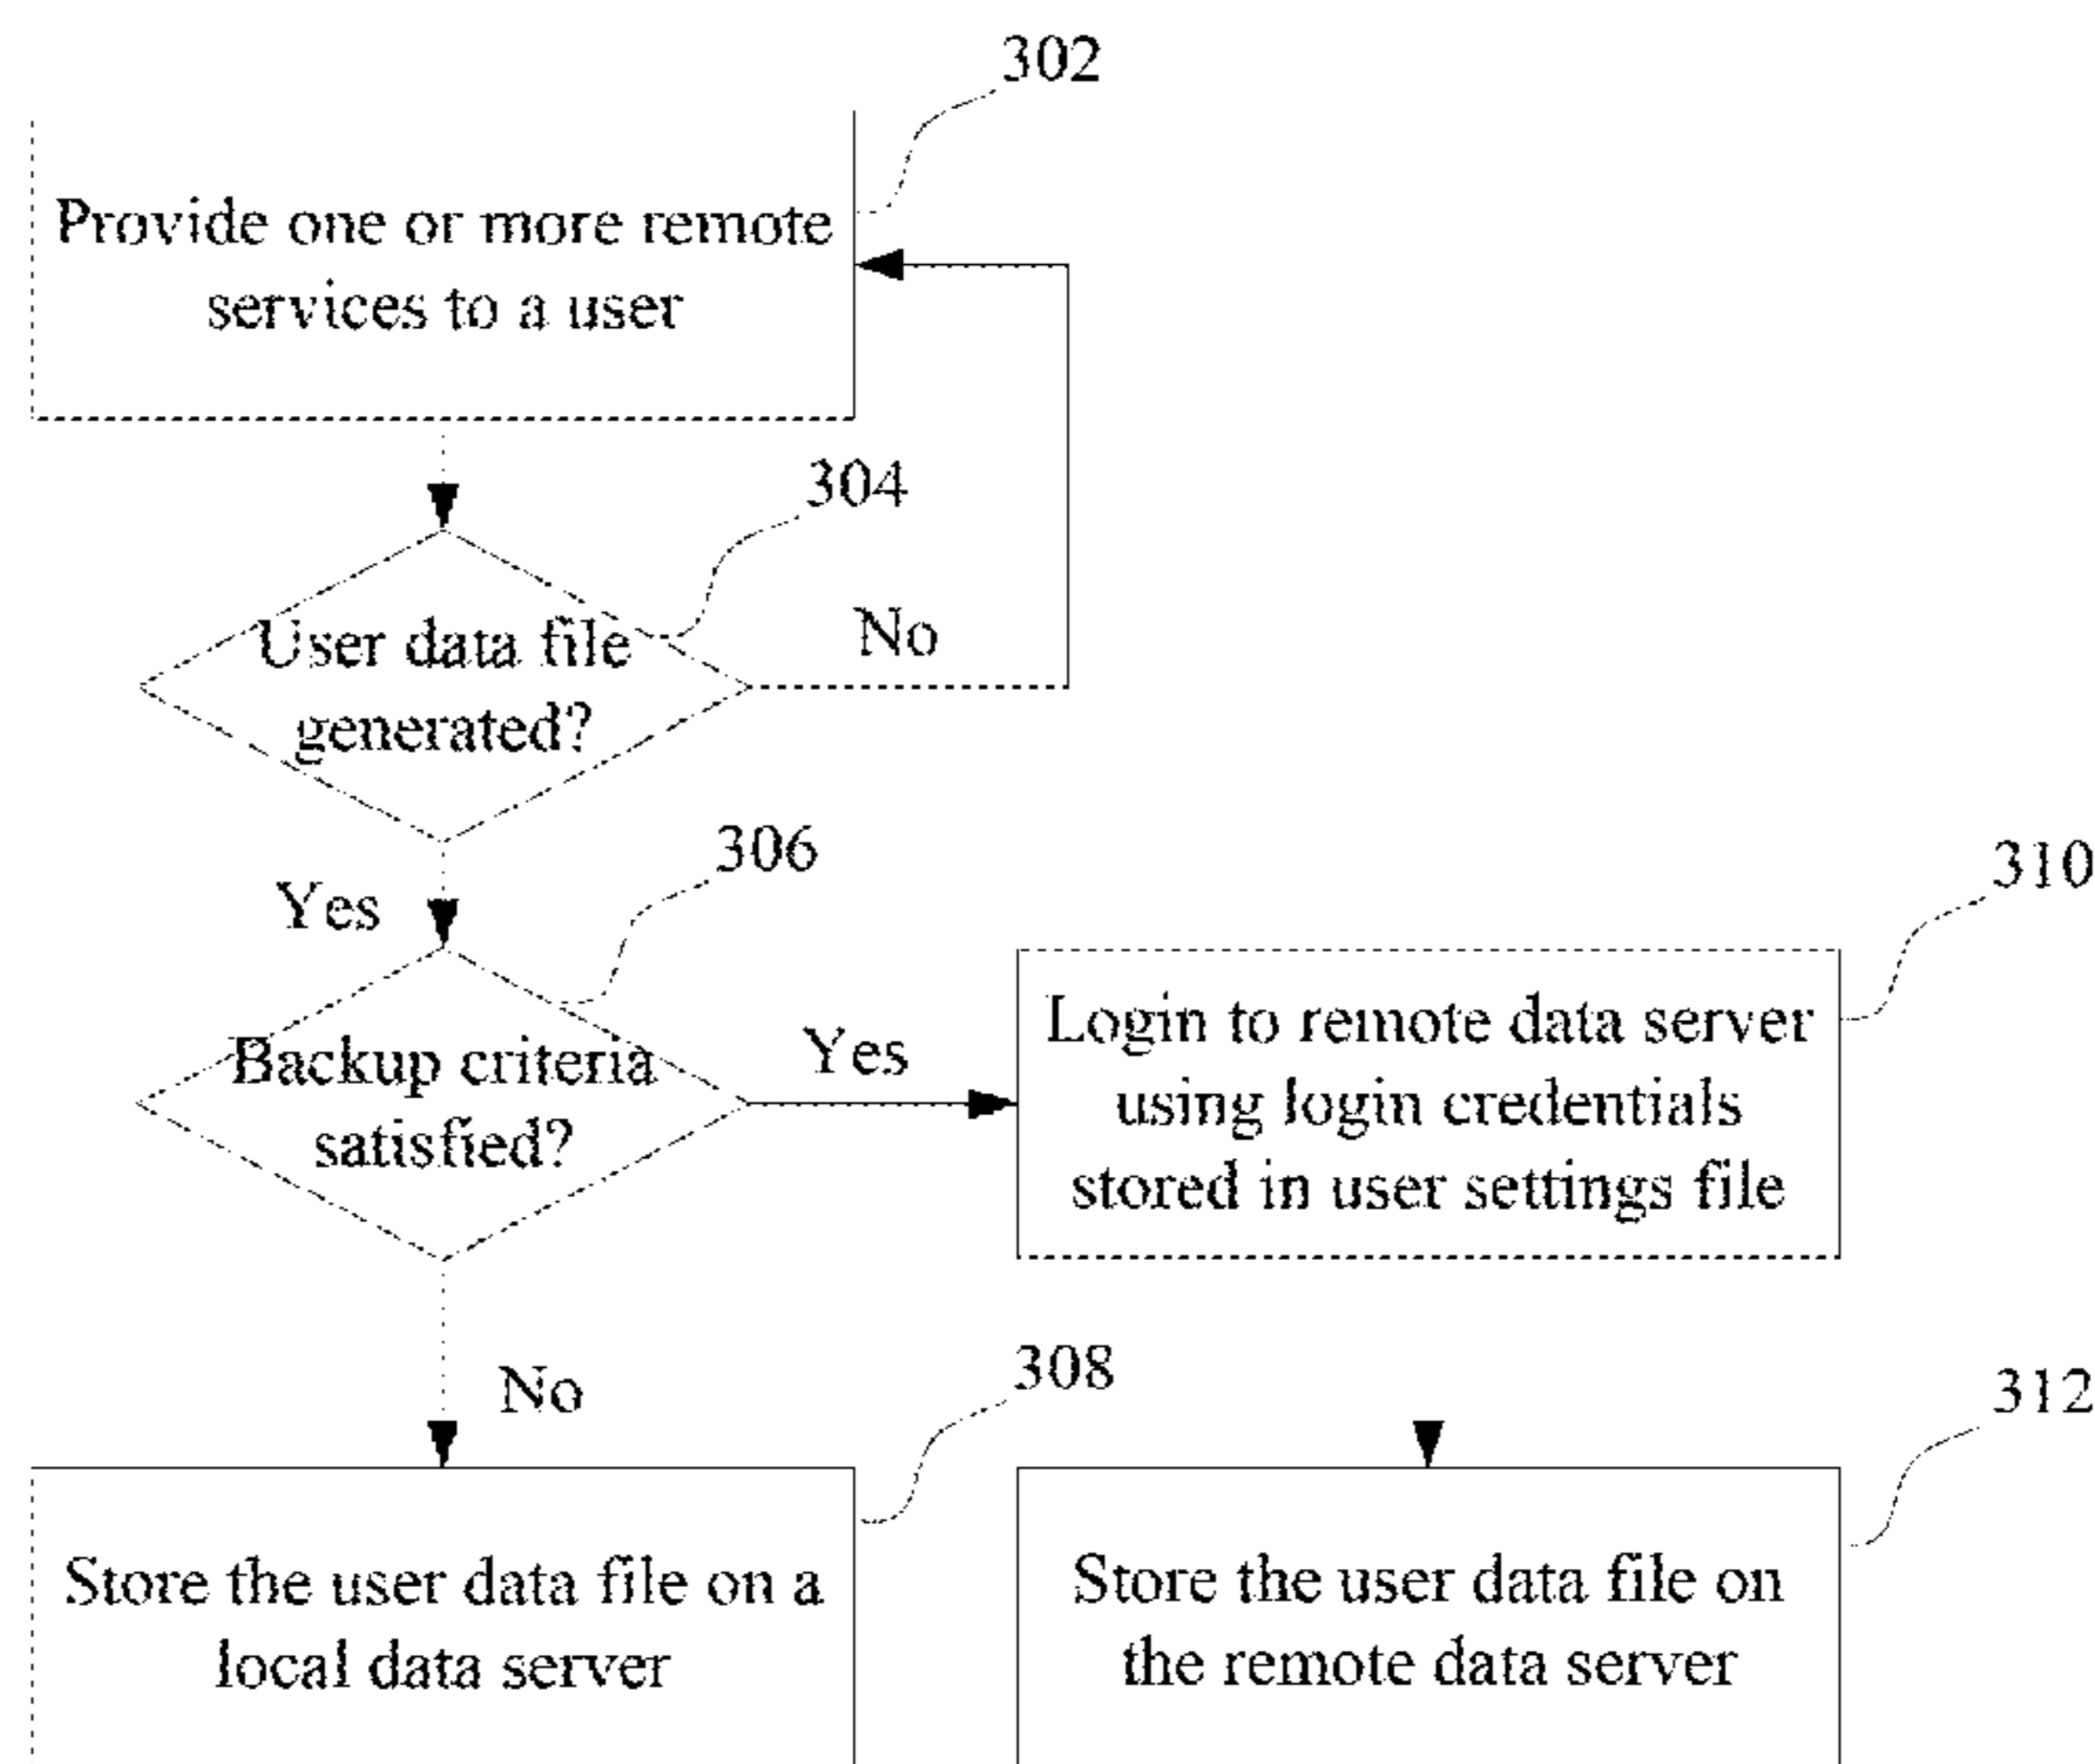 302
Provide one or more remote
services to a user
304
User data file
generated?
No
Yes
306
Backup criteria
satisfied?
Yes
310
Login to remote data server
using login credentials
stored in user settings file
No
308
Store the user data file on a
local data server
312
Store the user data file on
the remote data server